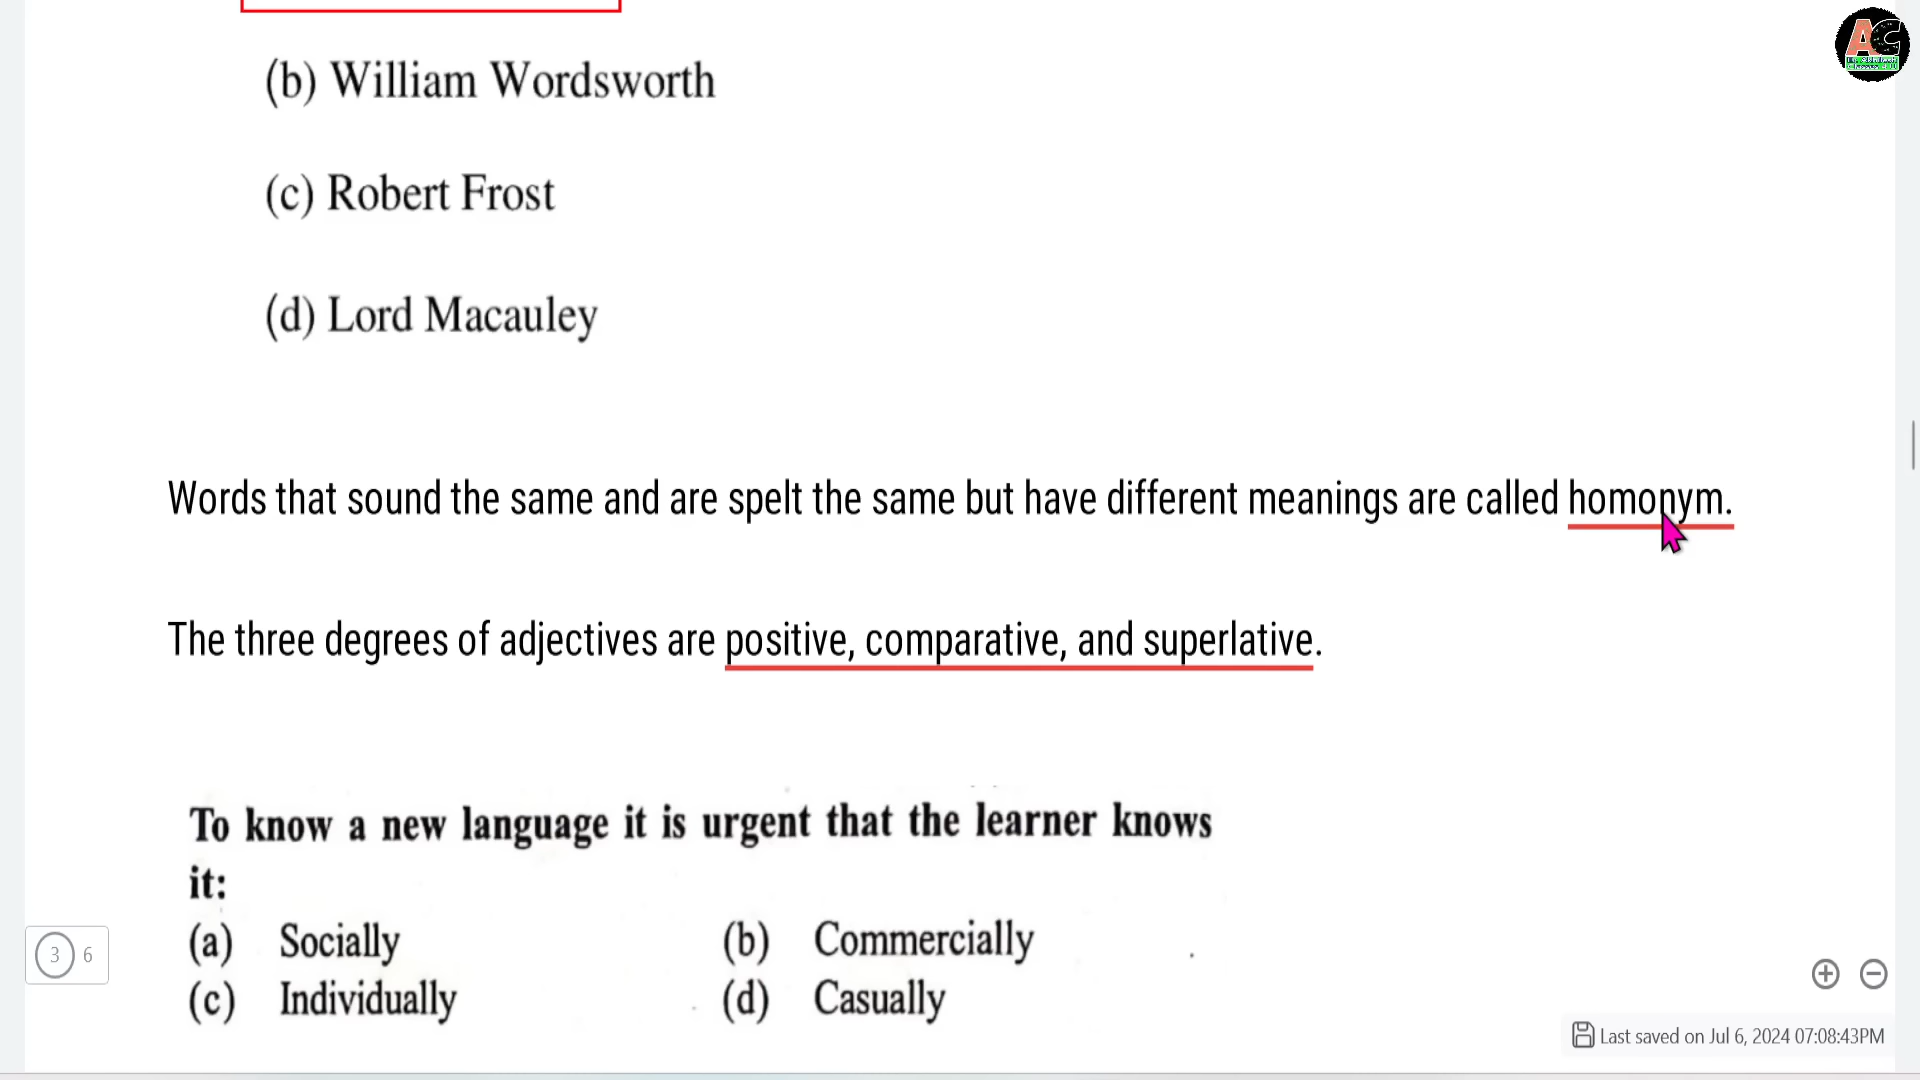 (b) William Wordsworth
(c) Robert Frost
(d) Lord Macauley
Words that sound the same and are spelt the same but have different meanings are called homonym.
The three degrees of adjectives are positive, comparative, and superlative.
To know a new language it is urgent that the learner knows
it:
(a) Socially (b) Commercially
(c) Individually (d) Casually
3 6
Last saved on Jul 6, 2024 07:08:43PM
AC